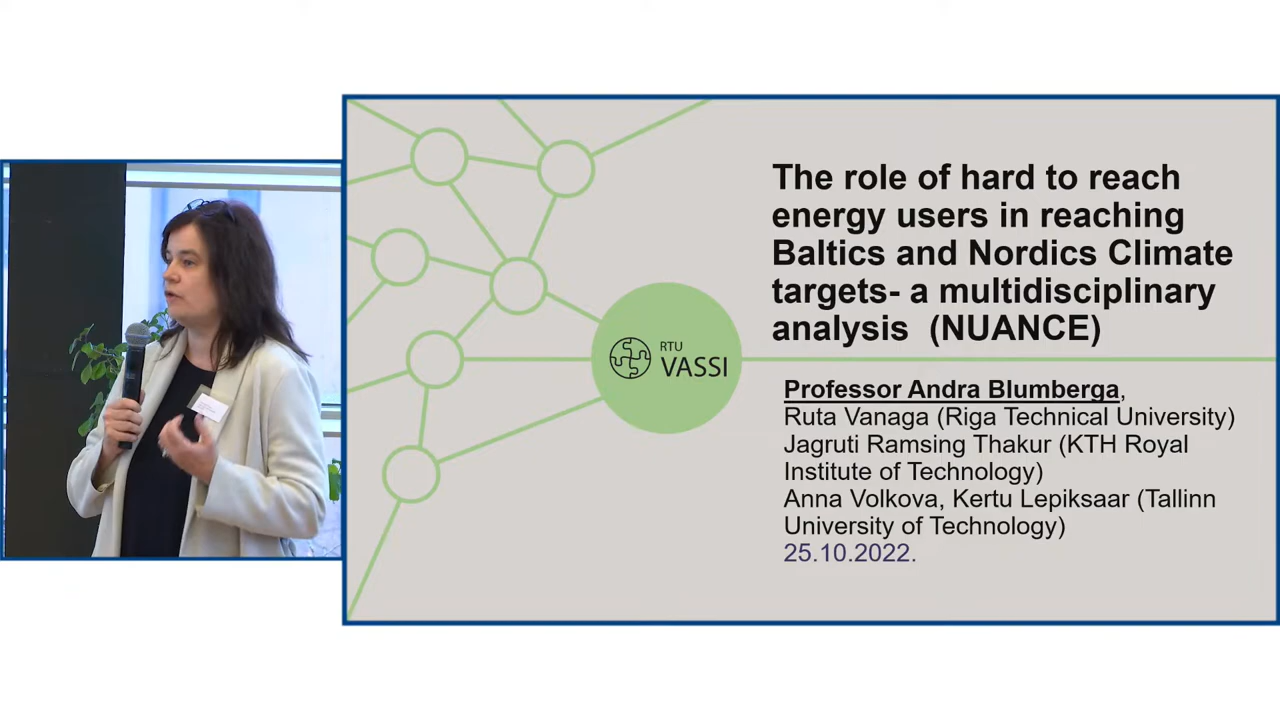 The role of hard to reach
energy users in reaching
Baltics and Nordics Climate
targets- a multidisciplinary
analysis (NUANCE)
RTU
VASSI
Professor Andra Blumberga,
Ruta Vanaga (Riga Technical University)
Jagruti Ramsing Thakur (KTH Royal
Institute of Technology)
Anna Volkova, Kertu Lepiksaar (Tallinn
University of Technology)
25.10.2022.